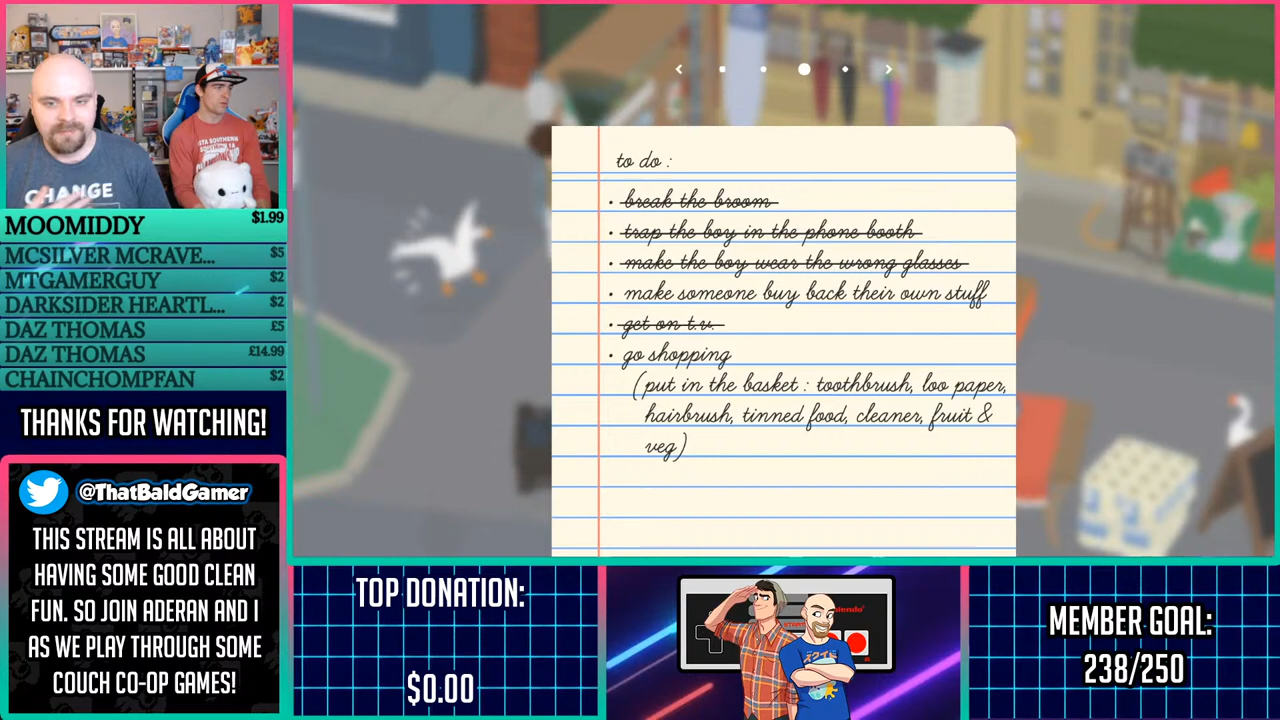 CHANGE
MOOMIDDY $1.99
MCSILVER MCRAVE... $5
MTGAMERGUY $2
DARKSIDER HEARTL... $2
DAZ THOMAS £5
DAZ THOMAS £14.99
CHAINCHOMPFAN $2
THANKS FOR WATCHING!
@ThatBaldGamer
THIS STREAM IS ALL ABOUT
HAVING SOME GOOD CLEAN
FUN. SO JOIN ADERAN AND I
AS WE PLAY THROUGH SOME
COUCH CO-OP GAMES!
to do :
• break the broom
• trap the boy in the phone booth
• make the boy wear the wrong glasses
• make someone buy back their own stuff
• get on t.v.
• go shopping
(put in the basket : toothbrush, loo paper,
hairbrush, tinned food, cleaner, fruit &
veg)
TOP DONATION:
$0.00
MEMBER GOAL:
238/250